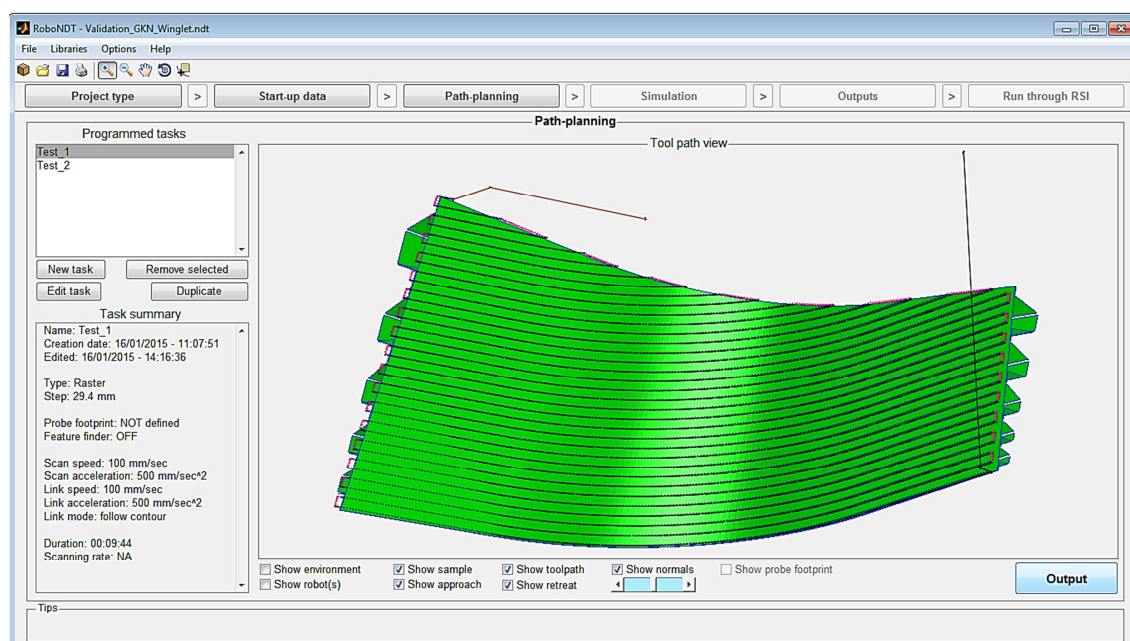 RoboNDT - Validation_GKN_Winglet.ndt
File Libraries Options Help
Project type > Start-up data > Path-planning > Simulation > Outputs > Run through RSI
Path-planning
Programmed tasks
Test_1
Test_2
New task Remove selected
Edit task Duplicate
Task summary
Name: Test_1
Creation date: 16/01/2015 - 11:07:51
Edited: 16/01/2015 - 14:16:36
Type: Raster
Step: 29.4 mm
Probe footprint: NOT defined
Feature finder: OFF
Scan speed: 100 mm/sec
Scan acceleration: 500 mm/sec^2
Link speed: 100 mm/sec
Link acceleration: 500 mm/sec^2
Link mode: follow contour
Duration: 00:09:44
Scanning rate: NA
Tool path view
Show environment Show sample Show toolpath Show normals Show probe footprint
Show robot(s) Show approach Show retreat
Output
Tips